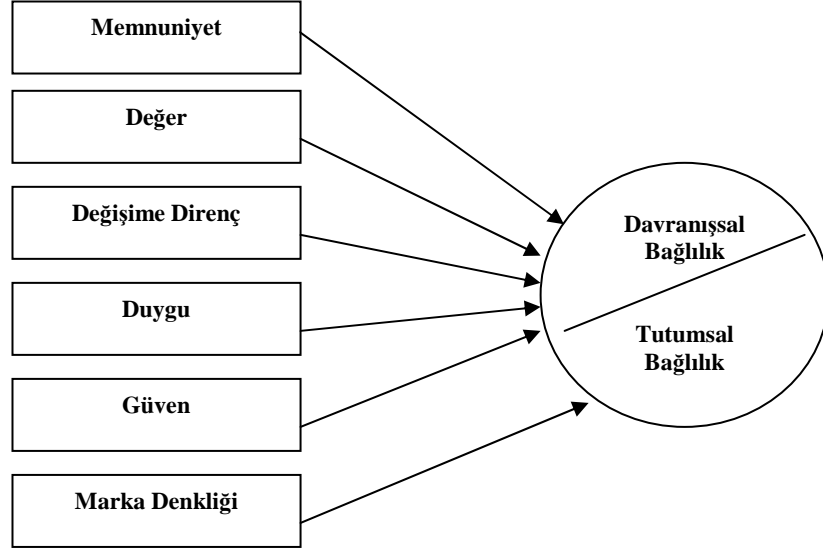 Memnuniyet
Değer
Değişime Direnç
Duygu
Güven
Marka Denkliği
Davranışsal
Bağlılık
Tutumsal
Bağlılık